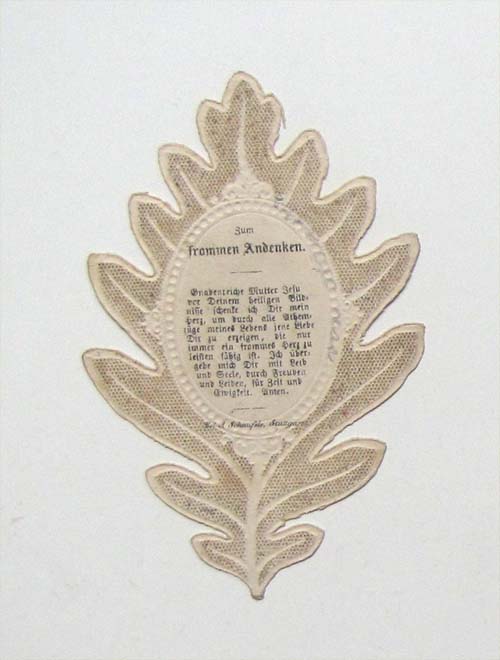 Zum
frommen Andenken.
Gnadenreiche Mutter Jesu
vor Deinem heiligen Bild-
nisse schenke ich Dir mein
Herz, um durch alle Athem-
züge meines Lebens jene Liebe
Dir zu erzeigen, die nur
immer ein frommes Herz zu
leisten fähig ist. Ich über-
gebe mich Dir mit Leib
und Seele, durch Freuden
und Leiden, für Zeit und
Ewigkeit. Amen.
Stuttgart